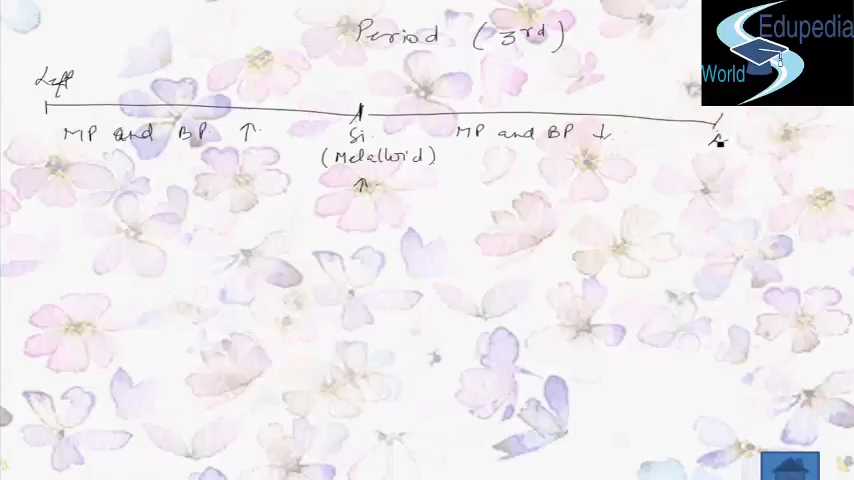 Period (3rd)
Edupedia
World
Left
MP and BP ↑
Si
MP and BP ↓
(Metalloid)
↑